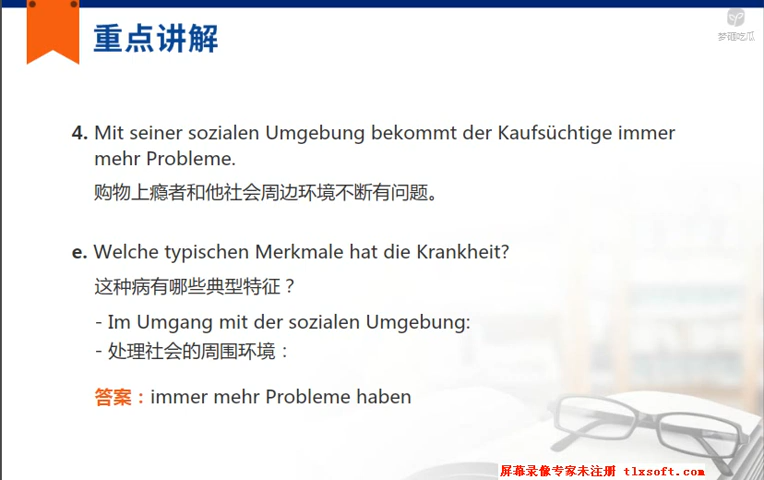 重点讲解
梦砸吃瓜
4. Mit seiner sozialen Umgebung bekommt der Kaufsüchtige immer
mehr Probleme.
购物上瘾者和他社会周边环境不断有问题。
e. Welche typischen Merkmale hat die Krankheit?
这种病有哪些典型特征？
- Im Umgang mit der sozialen Umgebung:
- 处理社会的周围环境：
答案：immer mehr Probleme haben
屏幕录像专家未注册 tlxsoft.com